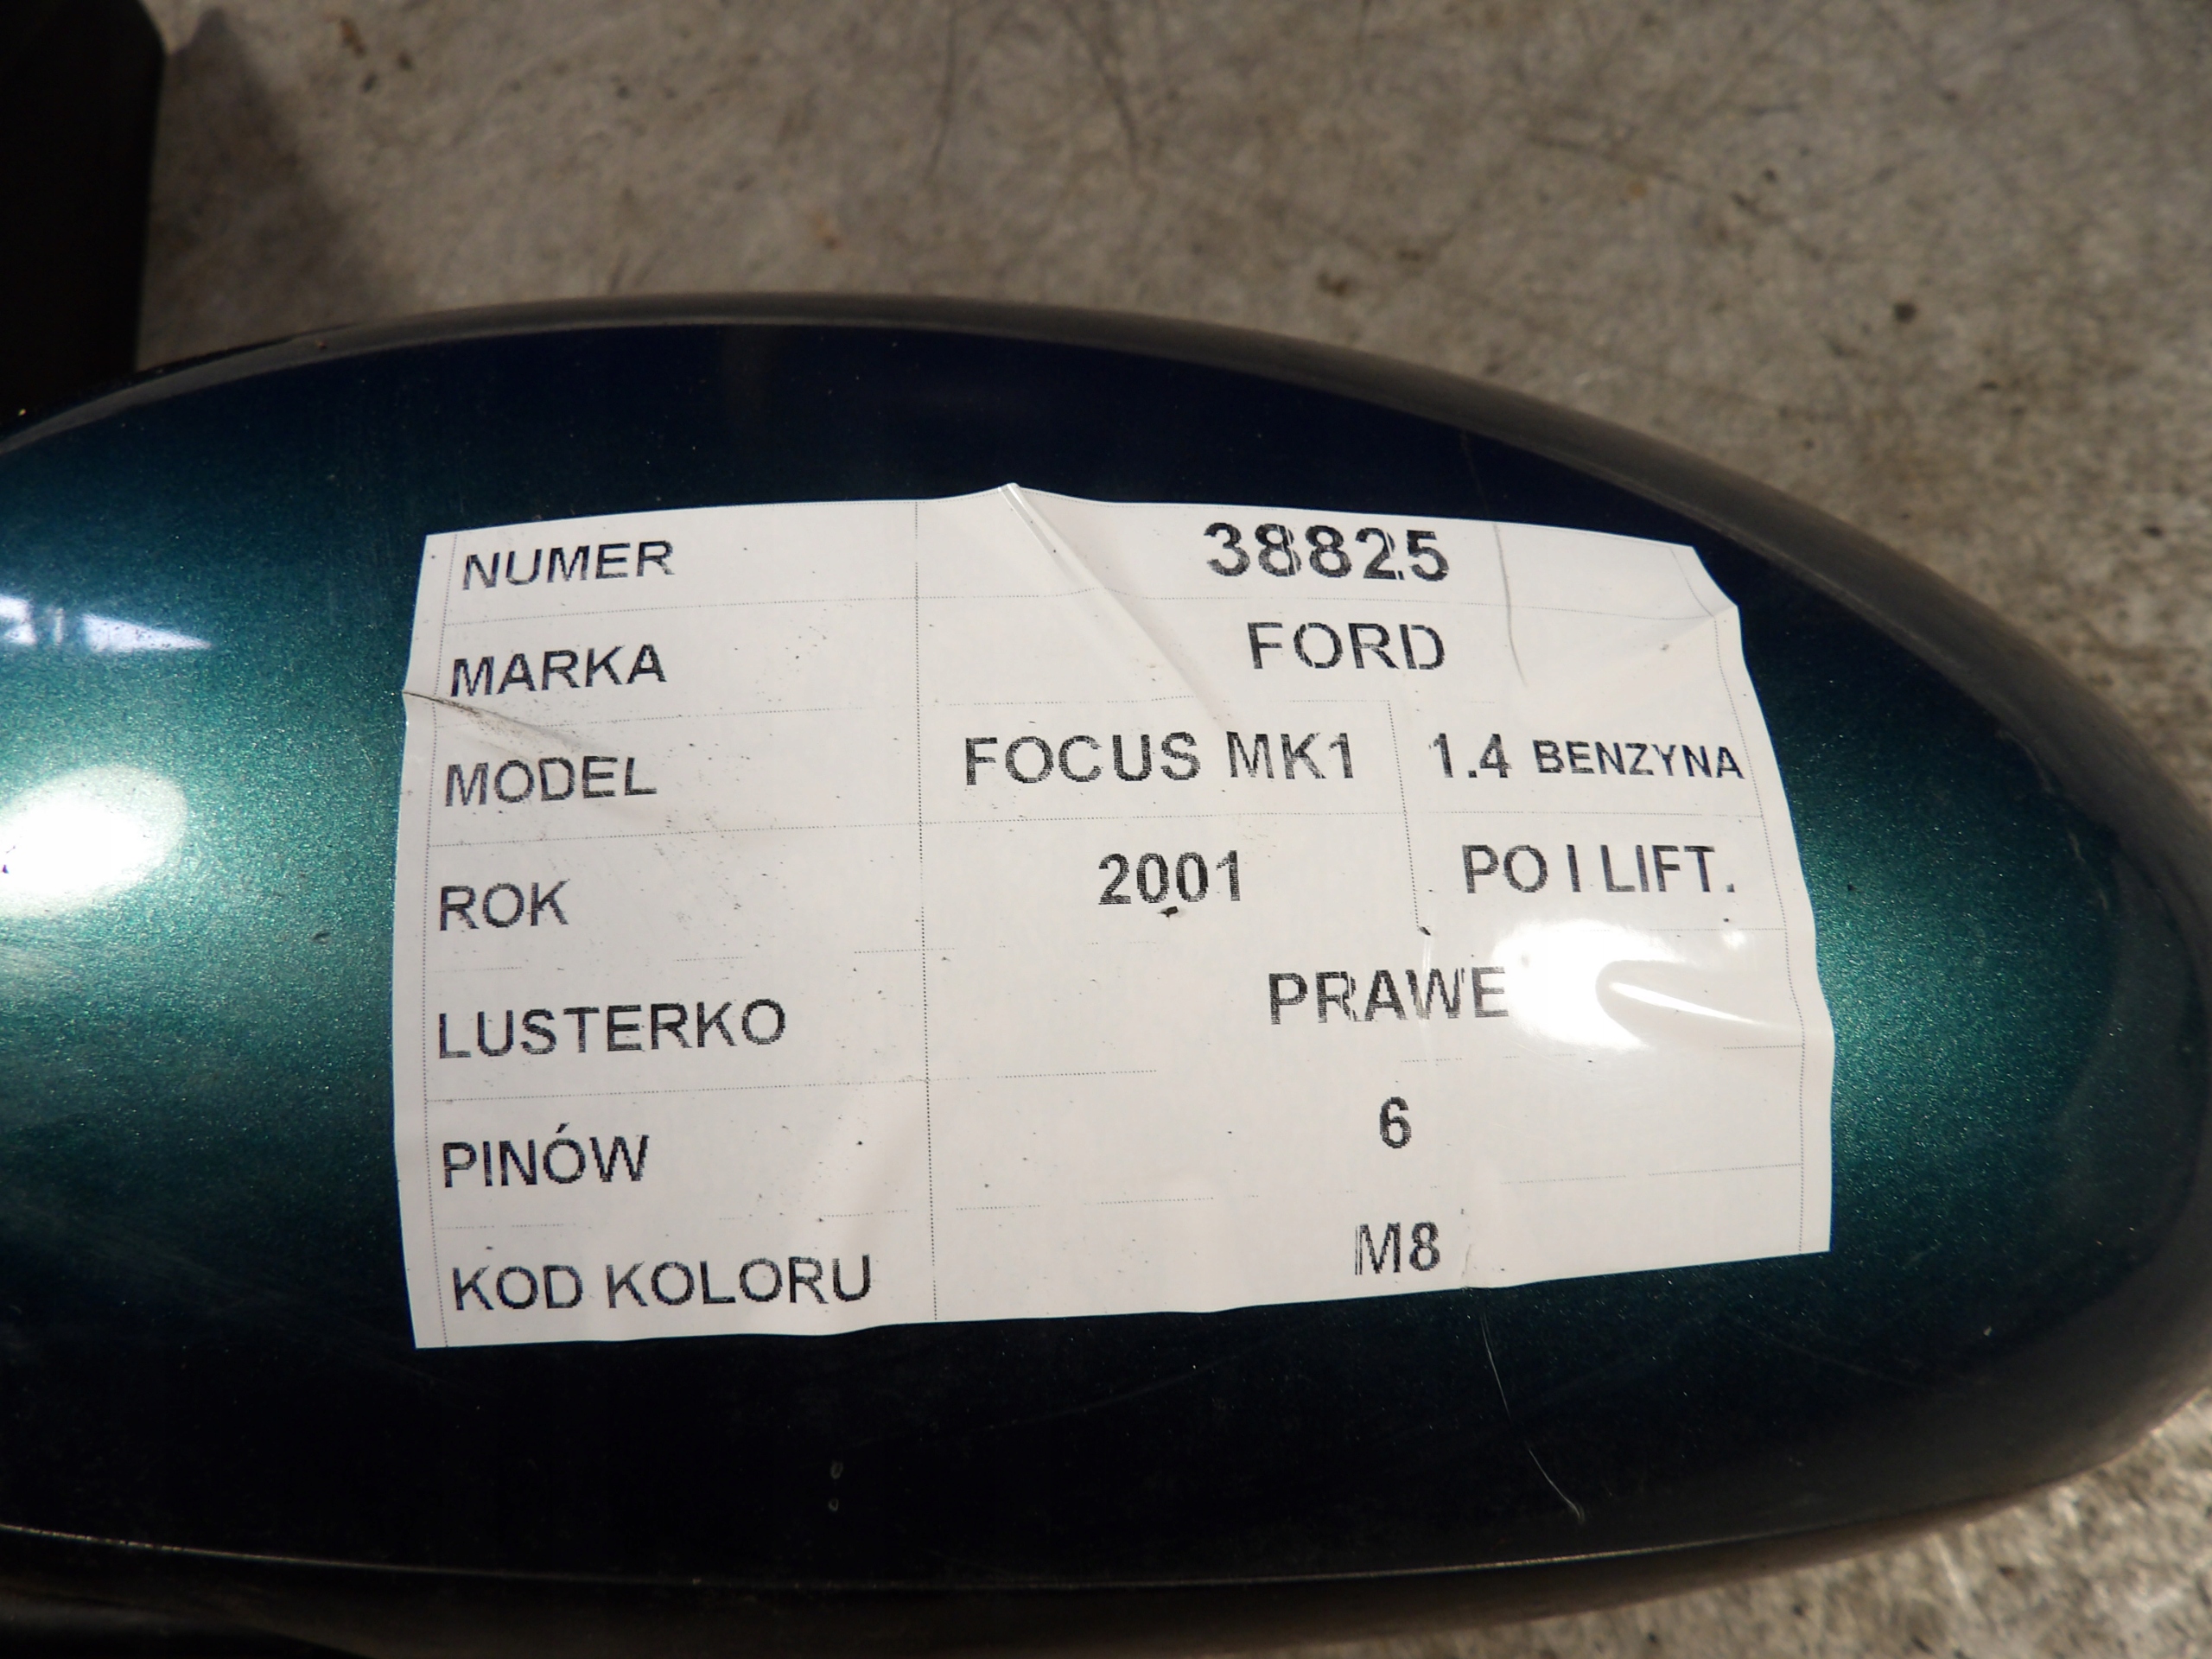 NUMER 38825
MARKA FORD
MODEL FOCUS MK1 1.4 BENZYNA
ROK 2001 PO I LIFT.
LUSTERKO PRAWE
PINÓW 6
KOD KOLORU M8